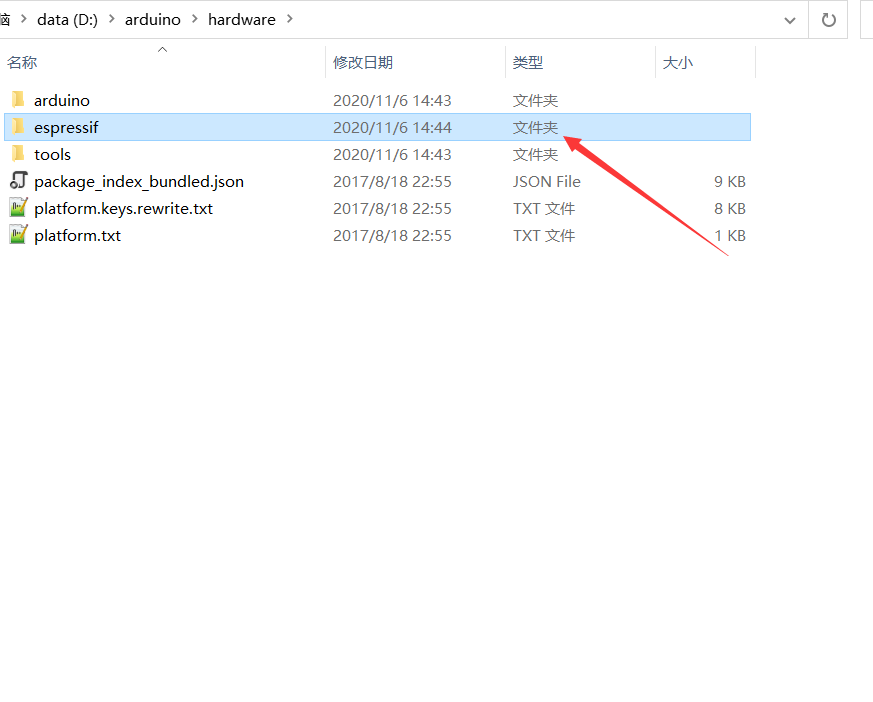 脑 > data (D:) > arduino > hardware >
名称 修改日期 类型 大小
arduino 2020/11/6 14:43 文件夹
espressif 2020/11/6 14:44 文件夹
tools 2020/11/6 14:43 文件夹
package_index_bundled.json 2017/8/18 22:55 JSON File 9 KB
platform.keys.rewrite.txt 2017/8/18 22:55 TXT 文件 8 KB
platform.txt 2017/8/18 22:55 TXT 文件 1 KB